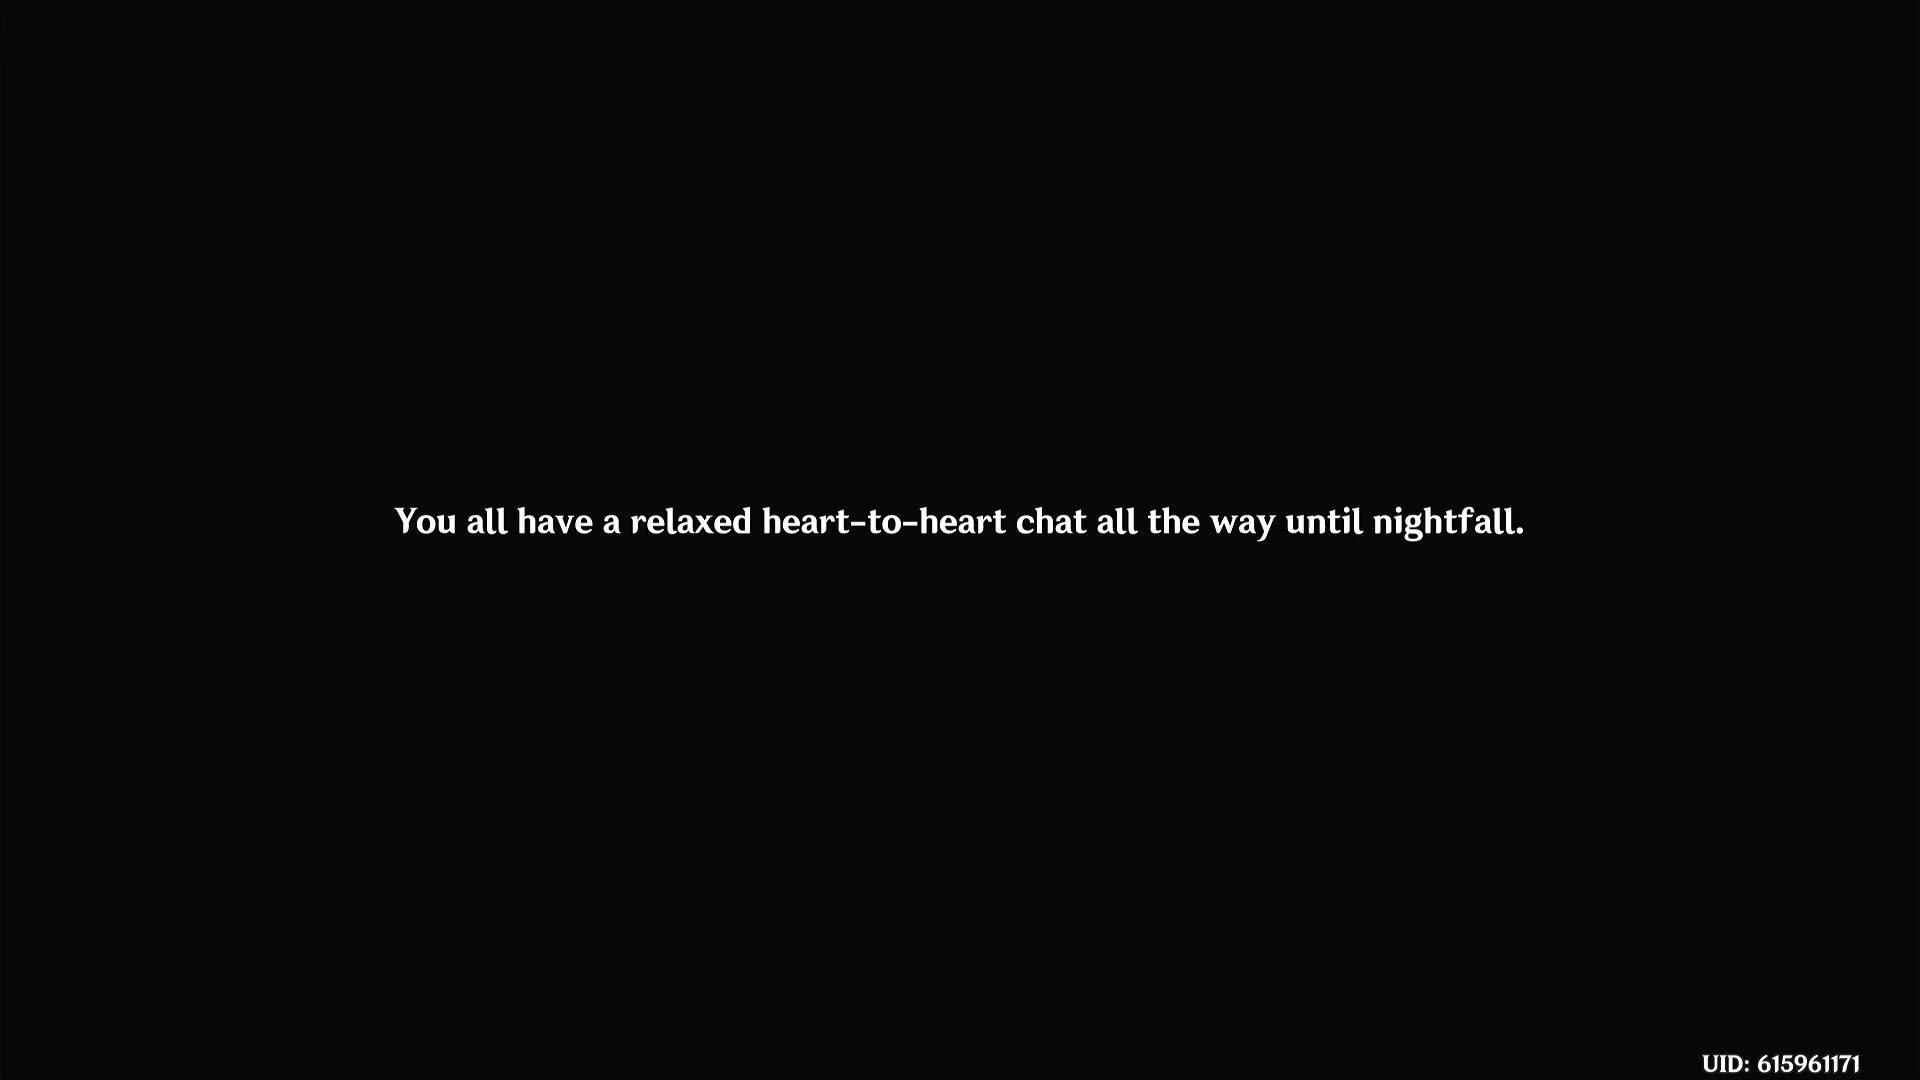 You all have a relaxed heart-to-heart chat all the way until nightfall.
UID: 615961171